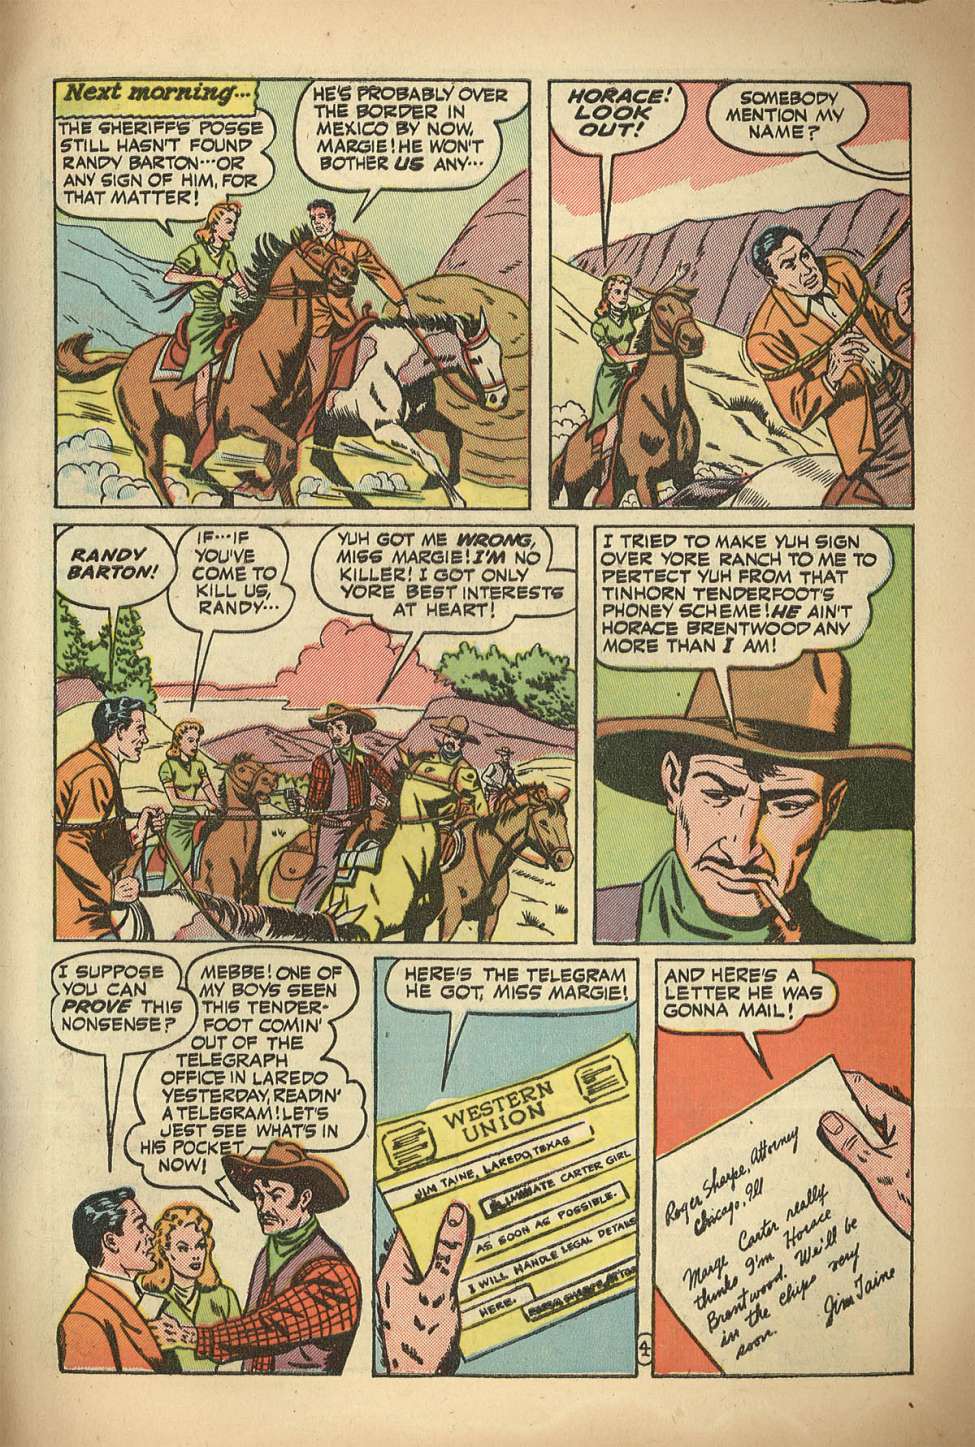 Next morning...
THE SHERIFF'S POSSE
STILL HASN'T FOUND
RANDY BARTON...OR
ANY SIGN OF HIM, FOR
THAT MATTER!
HE'S PROBABLY OVER
THE BORDER IN
MEXICO BY NOW,
MARGIE! HE WON'T
BOTHER US ANY...
HORACE!
LOOK
OUT!
SOMEBODY
MENTION MY
NAME?
RANDY
BARTON!
IF...IF
YOU'VE
COME TO
KILL US,
RANDY...
YUH GOT ME WRONG,
MISS MARGIE! I'M NO
KILLER! I GOT ONLY
YORE BEST INTERESTS
AT HEART!
I TRIED TO MAKE YUH SIGN
OVER YORE RANCH TO ME TO
PERTECT YUH FROM THAT
TINHORN TENDERFOOT'S
PHONEY SCHEME! HE AIN'T
HORACE BRENTWOOD ANY
MORE THAN I AM!
I SUPPOSE
YOU CAN
PROVE THIS
NONSENSE?
MEBBE! ONE OF
MY BOYS SEEN
THIS TENDER-
FOOT COMIN'
OUT OF THE
TELEGRAPH
OFFICE IN LAREDO
YESTERDAY, READIN'
A TELEGRAM! LET'S
JEST SEE WHAT'S IN
HIS POCKET
NOW!
HERE'S THE TELEGRAM
HE GOT, MISS MARGIE!
WESTERN
UNION
JIM TAINE, LAREDO, TEXAS
ELIMINATE CARTER GIRL
AS SOON AS POSSIBLE.
I WILL HANDLE LEGAL DETAILS
HERE.
4
AND HERE'S A
LETTER HE WAS
GONNA MAIL!
Roger Sharpe, Attorney
Chicago, Ill
Marge Carter really
thinks I'm Horace
Brentwood. We'll be
in the chips very
soon.
Jim Taine